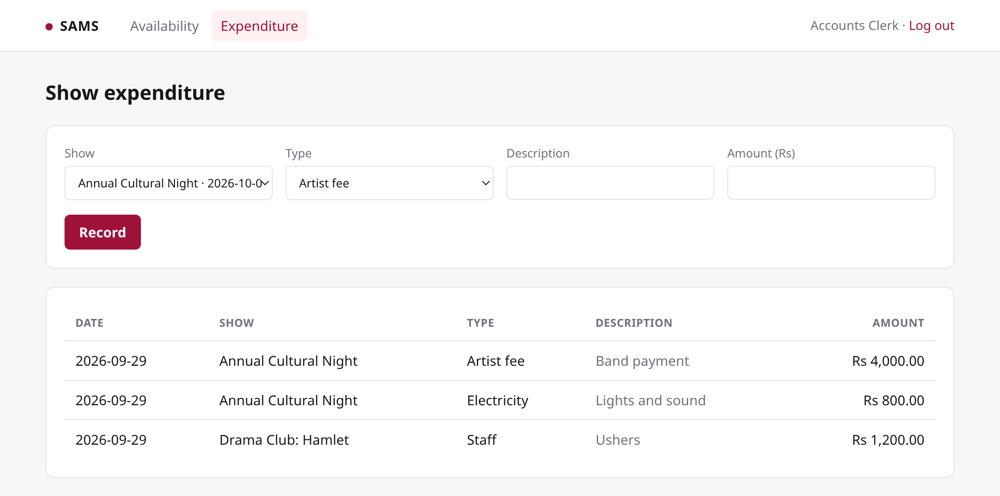 SAMS Availability Expenditure Accounts Clerk · Log out
Show expenditure
Show Type Description Amount (Rs)
Annual Cultural Night · 2026-10-0 Artist fee
Record
DATE SHOW TYPE DESCRIPTION AMOUNT
2026-09-29 Annual Cultural Night Artist fee Band payment Rs 4,000.00
2026-09-29 Annual Cultural Night Electricity Lights and sound Rs 800.00
2026-09-29 Drama Club: Hamlet Staff Ushers Rs 1,200.00